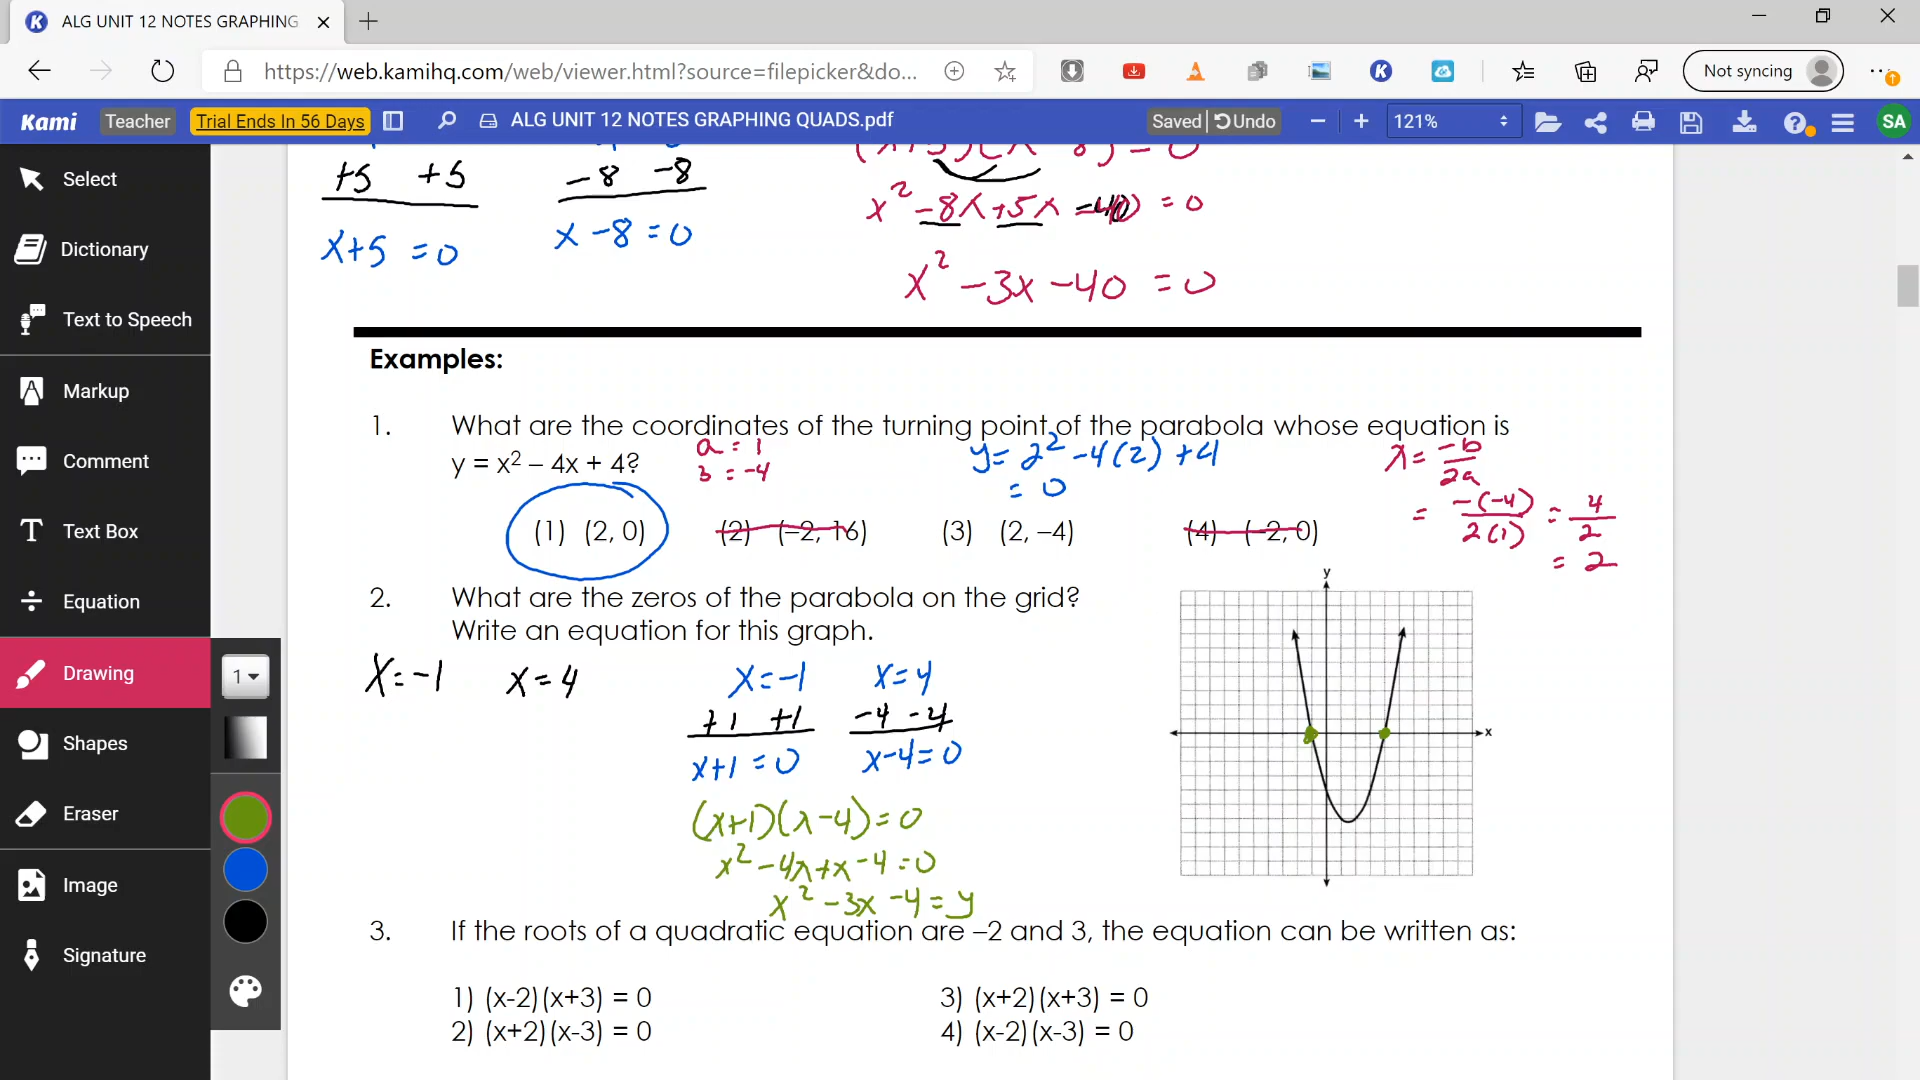 ALG UNIT 12 NOTES GRAPHING
https://web.kamihq.com/web/viewer.html?source=filepicker&do...
Not syncing
Kami Teacher Trial Ends In 56 Days ALG UNIT 12 NOTES GRAPHING QUADS.pdf Saved Undo 121% SA
Select
Dictionary
Text to Speech
Markup
Comment
Text Box
Equation
Drawing
Shapes
Eraser
Image
Signature
1
+5 +5
-8 -8
x+5 = 0
x -8 = 0
x² -8x +5x -40 = 0
x² -3x -40 = 0
Examples:
1. What are the coordinates of the turning point of the parabola whose equation is
y = x² – 4x + 4?
a = 1
b = -4
y = 2² -4(2) +4
= 0
x = -b/2a
= -(-4)/2(1) = 4/2
= 2
(1) (2, 0) (2) (–2, 16) (3) (2, –4) (4) (–2, 0)
2. What are the zeros of the parabola on the grid?
Write an equation for this graph.
x = -1 x = 4
x = -1 x = 4
+1 +1 -4 -4
x+1 = 0 x-4 = 0
(x+1)(x-4) = 0
x² -4x+x-4 = 0
x² -3x -4 = y
y
x
3. If the roots of a quadratic equation are –2 and 3, the equation can be written as:
1) (x-2)(x+3) = 0 3) (x+2)(x+3) = 0
2) (x+2)(x-3) = 0 4) (x-2)(x-3) = 0